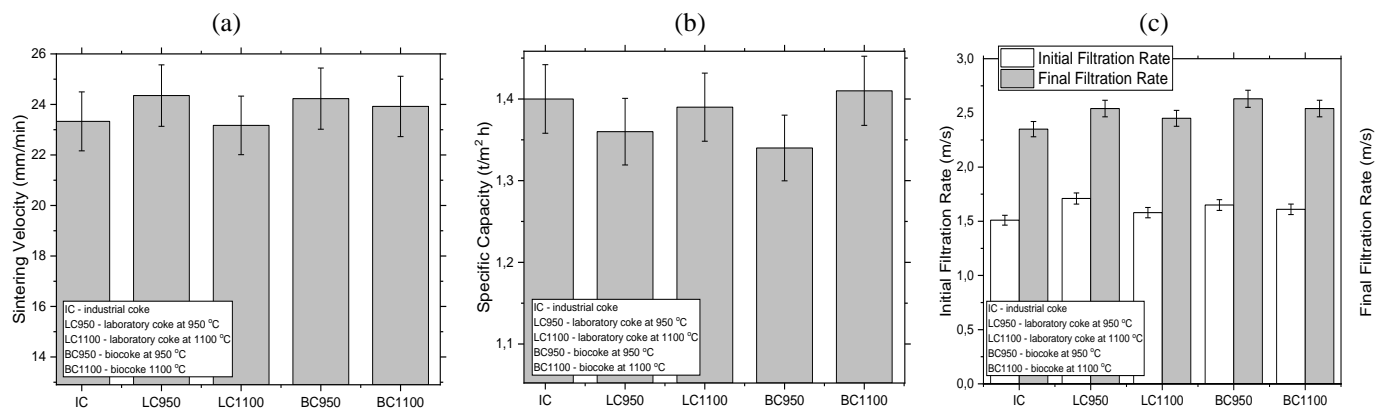 (a)
Sintering Velocity (mm/min)
26
24
22
20
18
16
14
IC - industrial coke
LC950 - laboratory coke at 950 °C
LC1100 - laboratory coke at 1100 °C
BC950 - biocoke at 950 °C
BC1100 - biocoke 1100 °C
IC LC950 LC1100 BC950 BC1100
(b)
Specific Capacity (t/m² h)
1,4
1,3
1,2
1,1
IC - industrial coke
LC950 - laboratory coke at 950 °C
LC1100 - laboratory coke at 1100 °C
BC950 - biocoke at 950 °C
BC1100 - biocoke at 1100 °C
IC LC950 LC1100 BC950 BC1100
(c)
Initial Filtration Rate
Final Filtration Rate
Initial Filtration Rate (m/s)
3,0
2,5
2,0
1,5
1,0
0,5
0,0
IC - industrial coke
LC950 - laboratory coke at 950 °C
LC1100 - laboratory coke at 1100 °C
BC950 - biocoke at 950 °C
BC1100 - biocoke at 1100 °C
IC LC950 LC1100 BC950 BC1100
Final Filtration Rate (m/s)